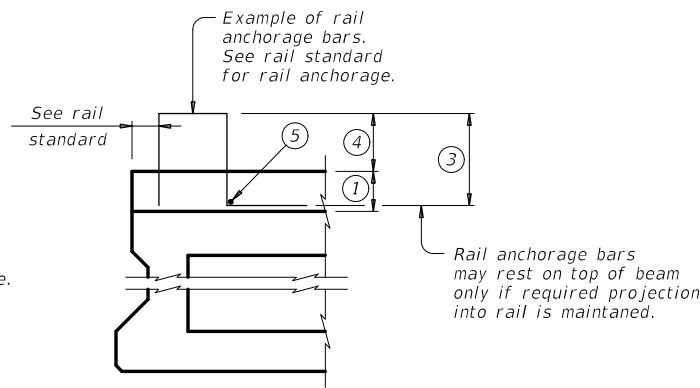 Example of rail
anchorage bars.
See rail standard
for rail anchorage.
See rail
standard
5
4
3
1
Rail anchorage bars
may rest on top of beam
only if required projection
into rail is maintaned.
e.